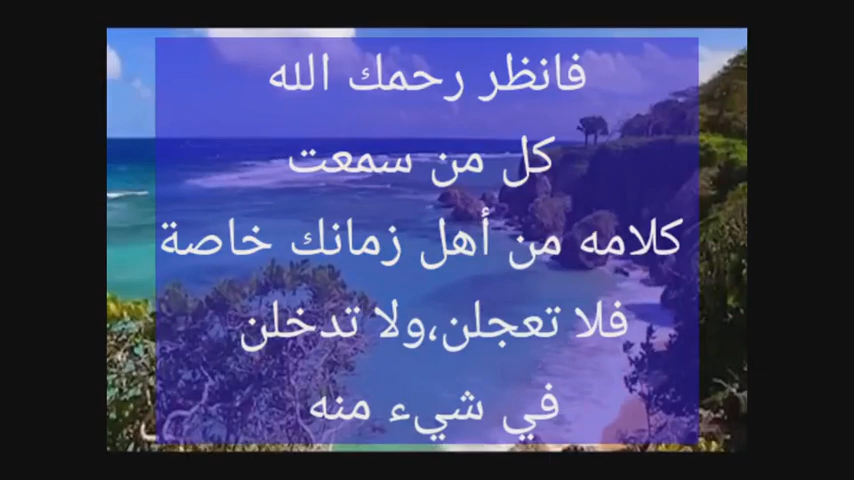 فانظر رحمك الله
كل من سمعت
كلامه من أهل زمانك خاصة
فلا تعجلن،ولا تدخلن
في شيء منه